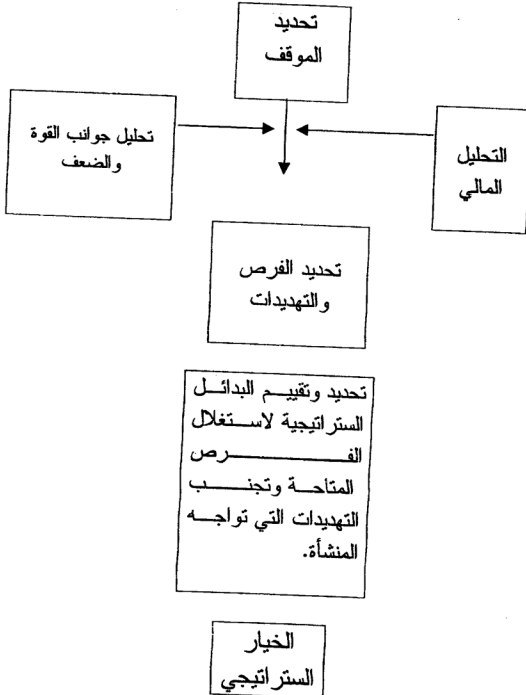 تحديد
الموقف
تحليل جوانب القوة
والضعف
التحليل
المالي
تحديد الفرص
والتهديدات
تحديد وتقييم البدائل
الستراتيجية لاستغلال
الفرص
المتاحة وتجنب
التهديدات التي تواجه
المنشأة.
الخيار
الستراتيجي